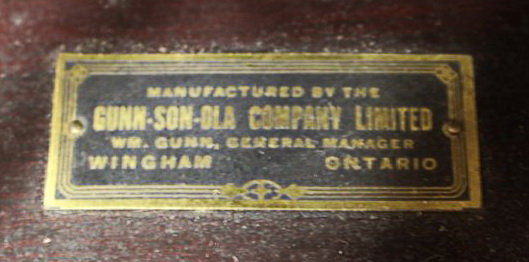 MANUFACTURED BY THE
GUNN-SON-OLA COMPANY LIMITED
WM. GUNN, GENERAL MANAGER
WINGHAM ONTARIO